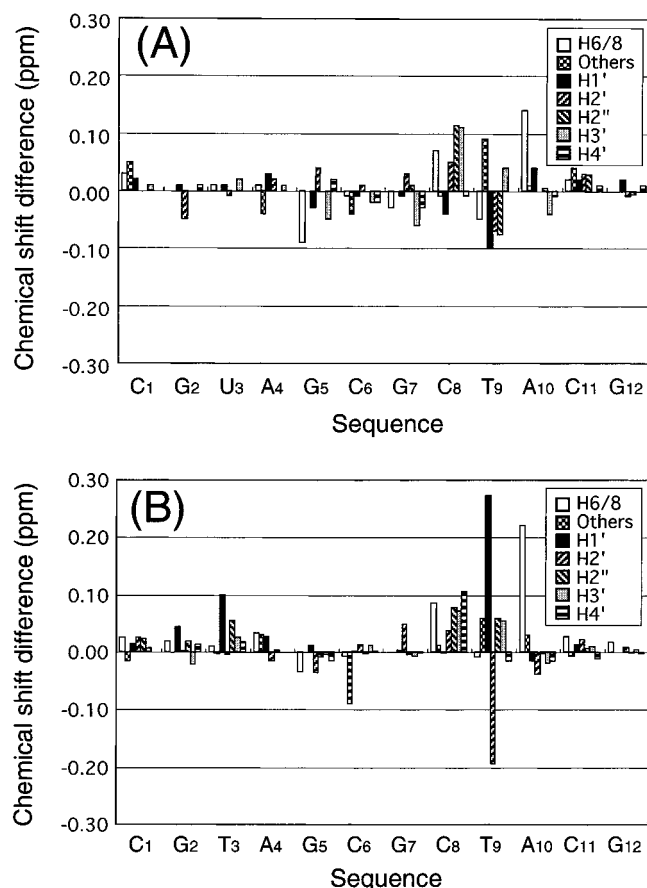 (A)
Chemical shift difference (ppm)
0.30
0.20
0.10
0.00
-0.10
-0.20
-0.30
H6/8
Others
H1'
H2'
H2"
H3'
H4'
C1 G2 U3 A4 G5 C6 G7 C8 T9 A10 C11 G12
Sequence
(B)
Chemical shift difference (ppm)
0.30
0.20
0.10
0.00
-0.10
-0.20
-0.30
H6/8
Others
H1'
H2'
H2"
H3'
H4'
C1 G2 T3 A4 G5 C6 G7 C8 T9 A10 C11 G12
Sequence